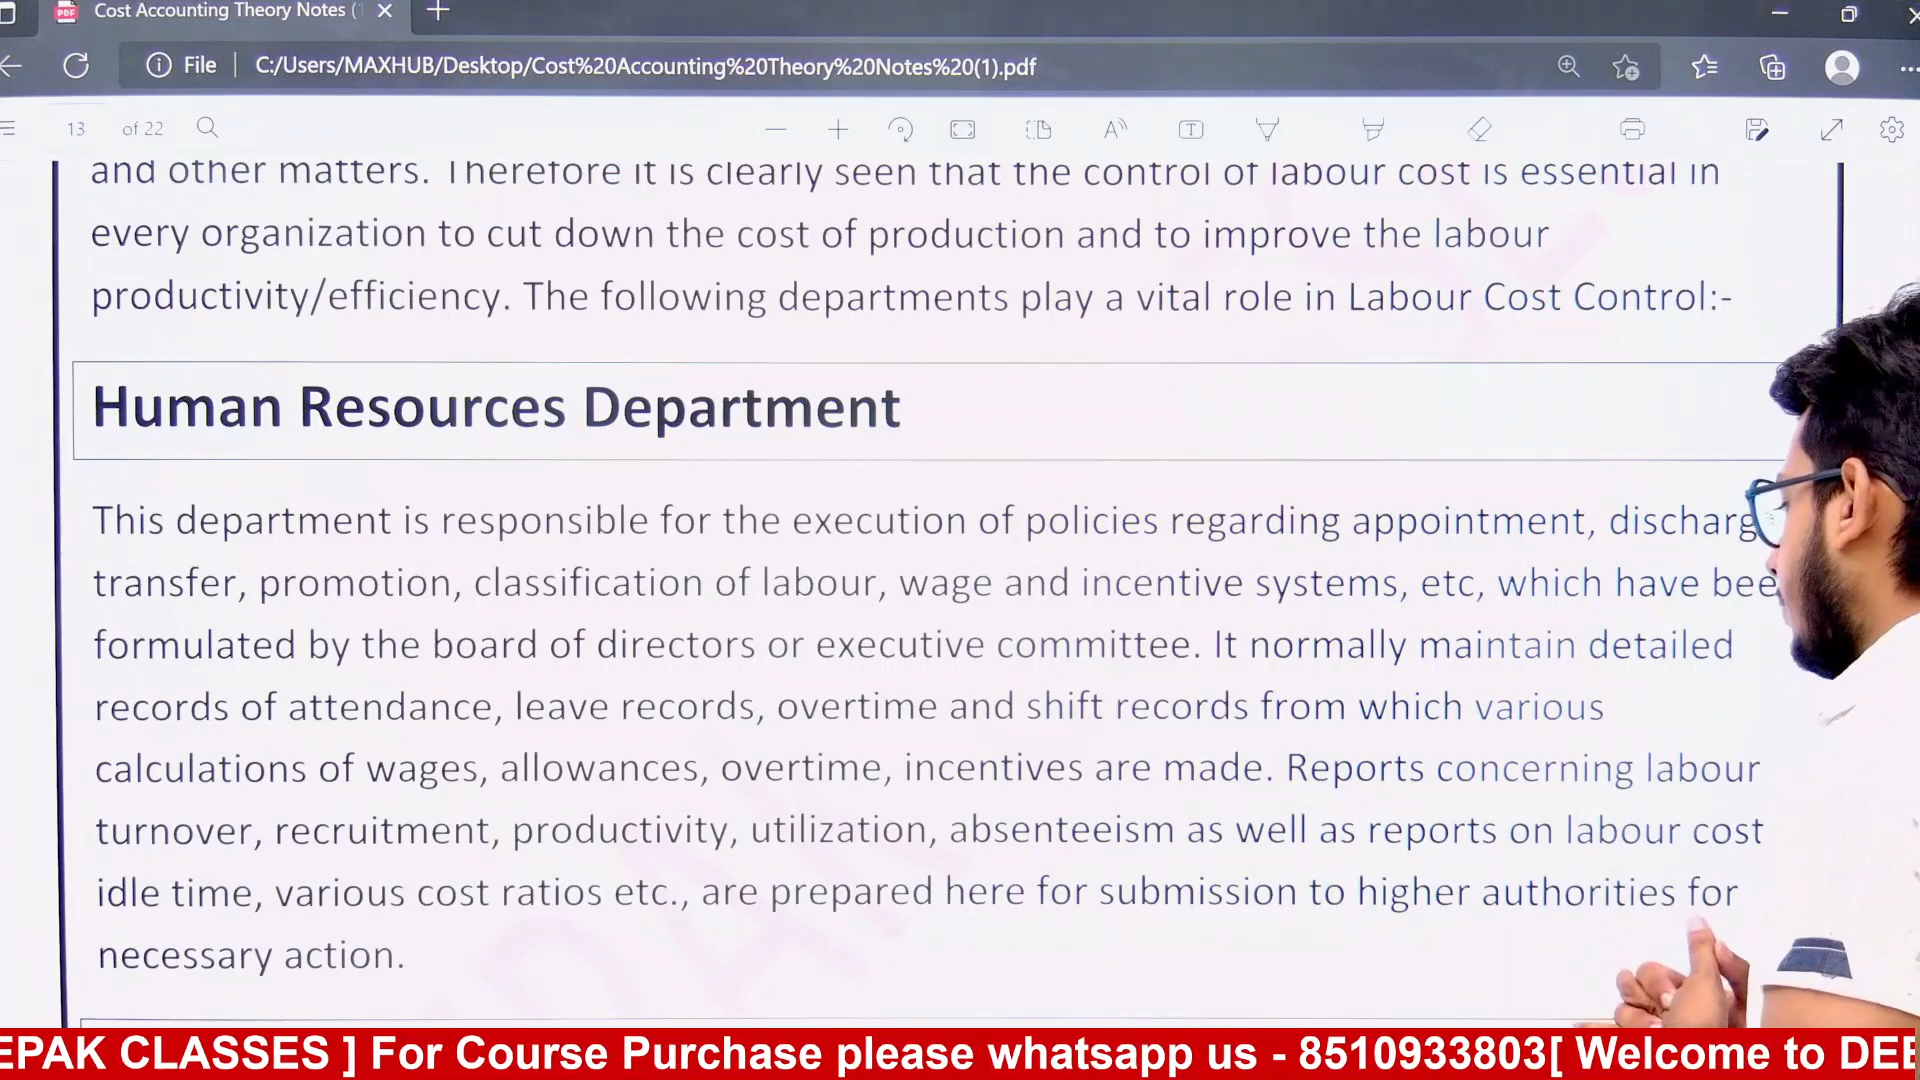 Cost Accounting Theory Notes (1
File
C:/Users/MAXHUB/Desktop/Cost%20Accounting%20Theory%20Notes%20(1).pdf
13 of 22
and other matters. Therefore it is clearly seen that the control of labour cost is essential in
every organization to cut down the cost of production and to improve the labour
productivity/efficiency. The following departments play a vital role in Labour Cost Control:-
Human Resources Department
This department is responsible for the execution of policies regarding appointment, discharg
transfer, promotion, classification of labour, wage and incentive systems, etc, which have bee
formulated by the board of directors or executive committee. It normally maintain detailed
records of attendance, leave records, overtime and shift records from which various
calculations of wages, allowances, overtime, incentives are made. Reports concerning labour
turnover, recruitment, productivity, utilization, absenteeism as well as reports on labour cost
idle time, various cost ratios etc., are prepared here for submission to higher authorities for
necessary action.
EPAK CLASSES ] For Course Purchase please whatsapp us - 8510933803[ Welcome to DEE